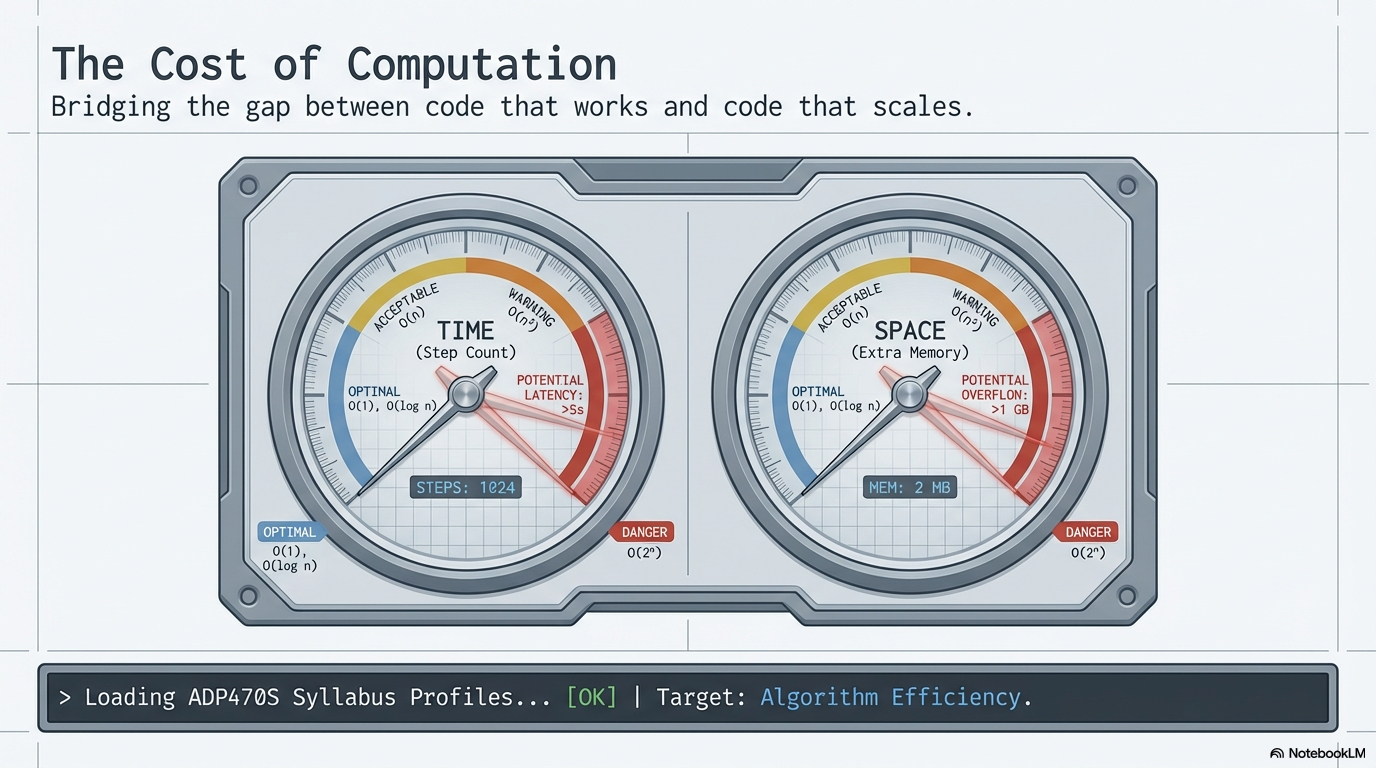 The Cost of Computation
Bridging the gap between code that works and code that scales.
ACCEPTABLE
O(n)
WARNING
O(n²)
TIME
(Step Count)
OPTIMAL
O(1), O(log n)
POTENTIAL
LATENCY:
>5s
STEPS: 1024
OPTIMAL
O(1),
O(log n)
DANGER
O(2ⁿ)
ACCEPTABLE
O(n)
WARNING
O(n²)
SPACE
(Extra Memory)
OPTIMAL
O(1), O(log n)
POTENTIAL
OVERFLON:
>1 GB
MEM: 2 MB
DANGER
O(2ⁿ)
> Loading ADP470S Syllabus Profiles... [OK] | Target: Algorithm Efficiency.
NotebookLM